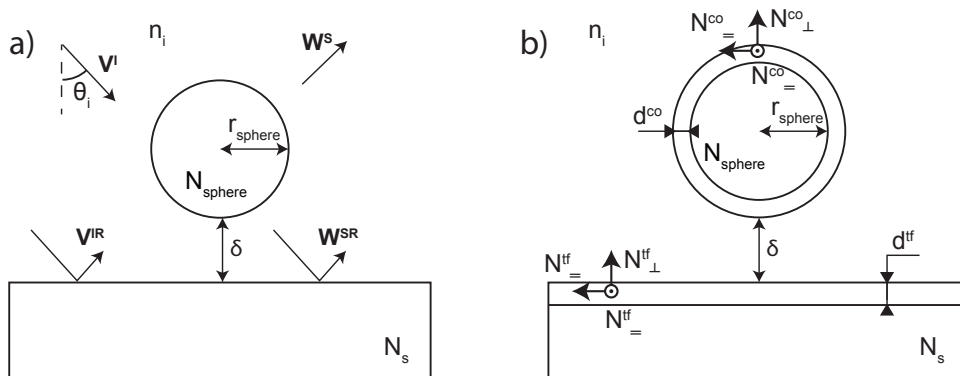 a)
n_i
V^I
θ_i
W^S
r_sphere
N_sphere
V^IR
W^SR
δ
N_s
b)
n_i
N^co_=
N^co_⊥
N^co_=
d^co
r_sphere
N_sphere
δ
d^tf
N^tf_=
N^tf_⊥
N^tf_=
N_s